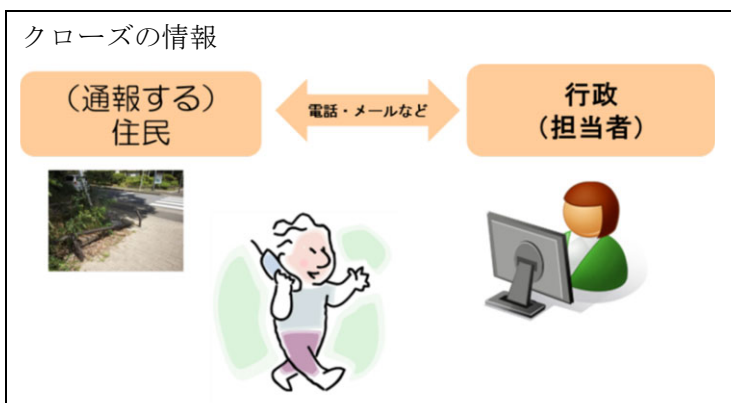 クローズの情報
（通報する）
住民
電話・メールなど
行政
（担当者）